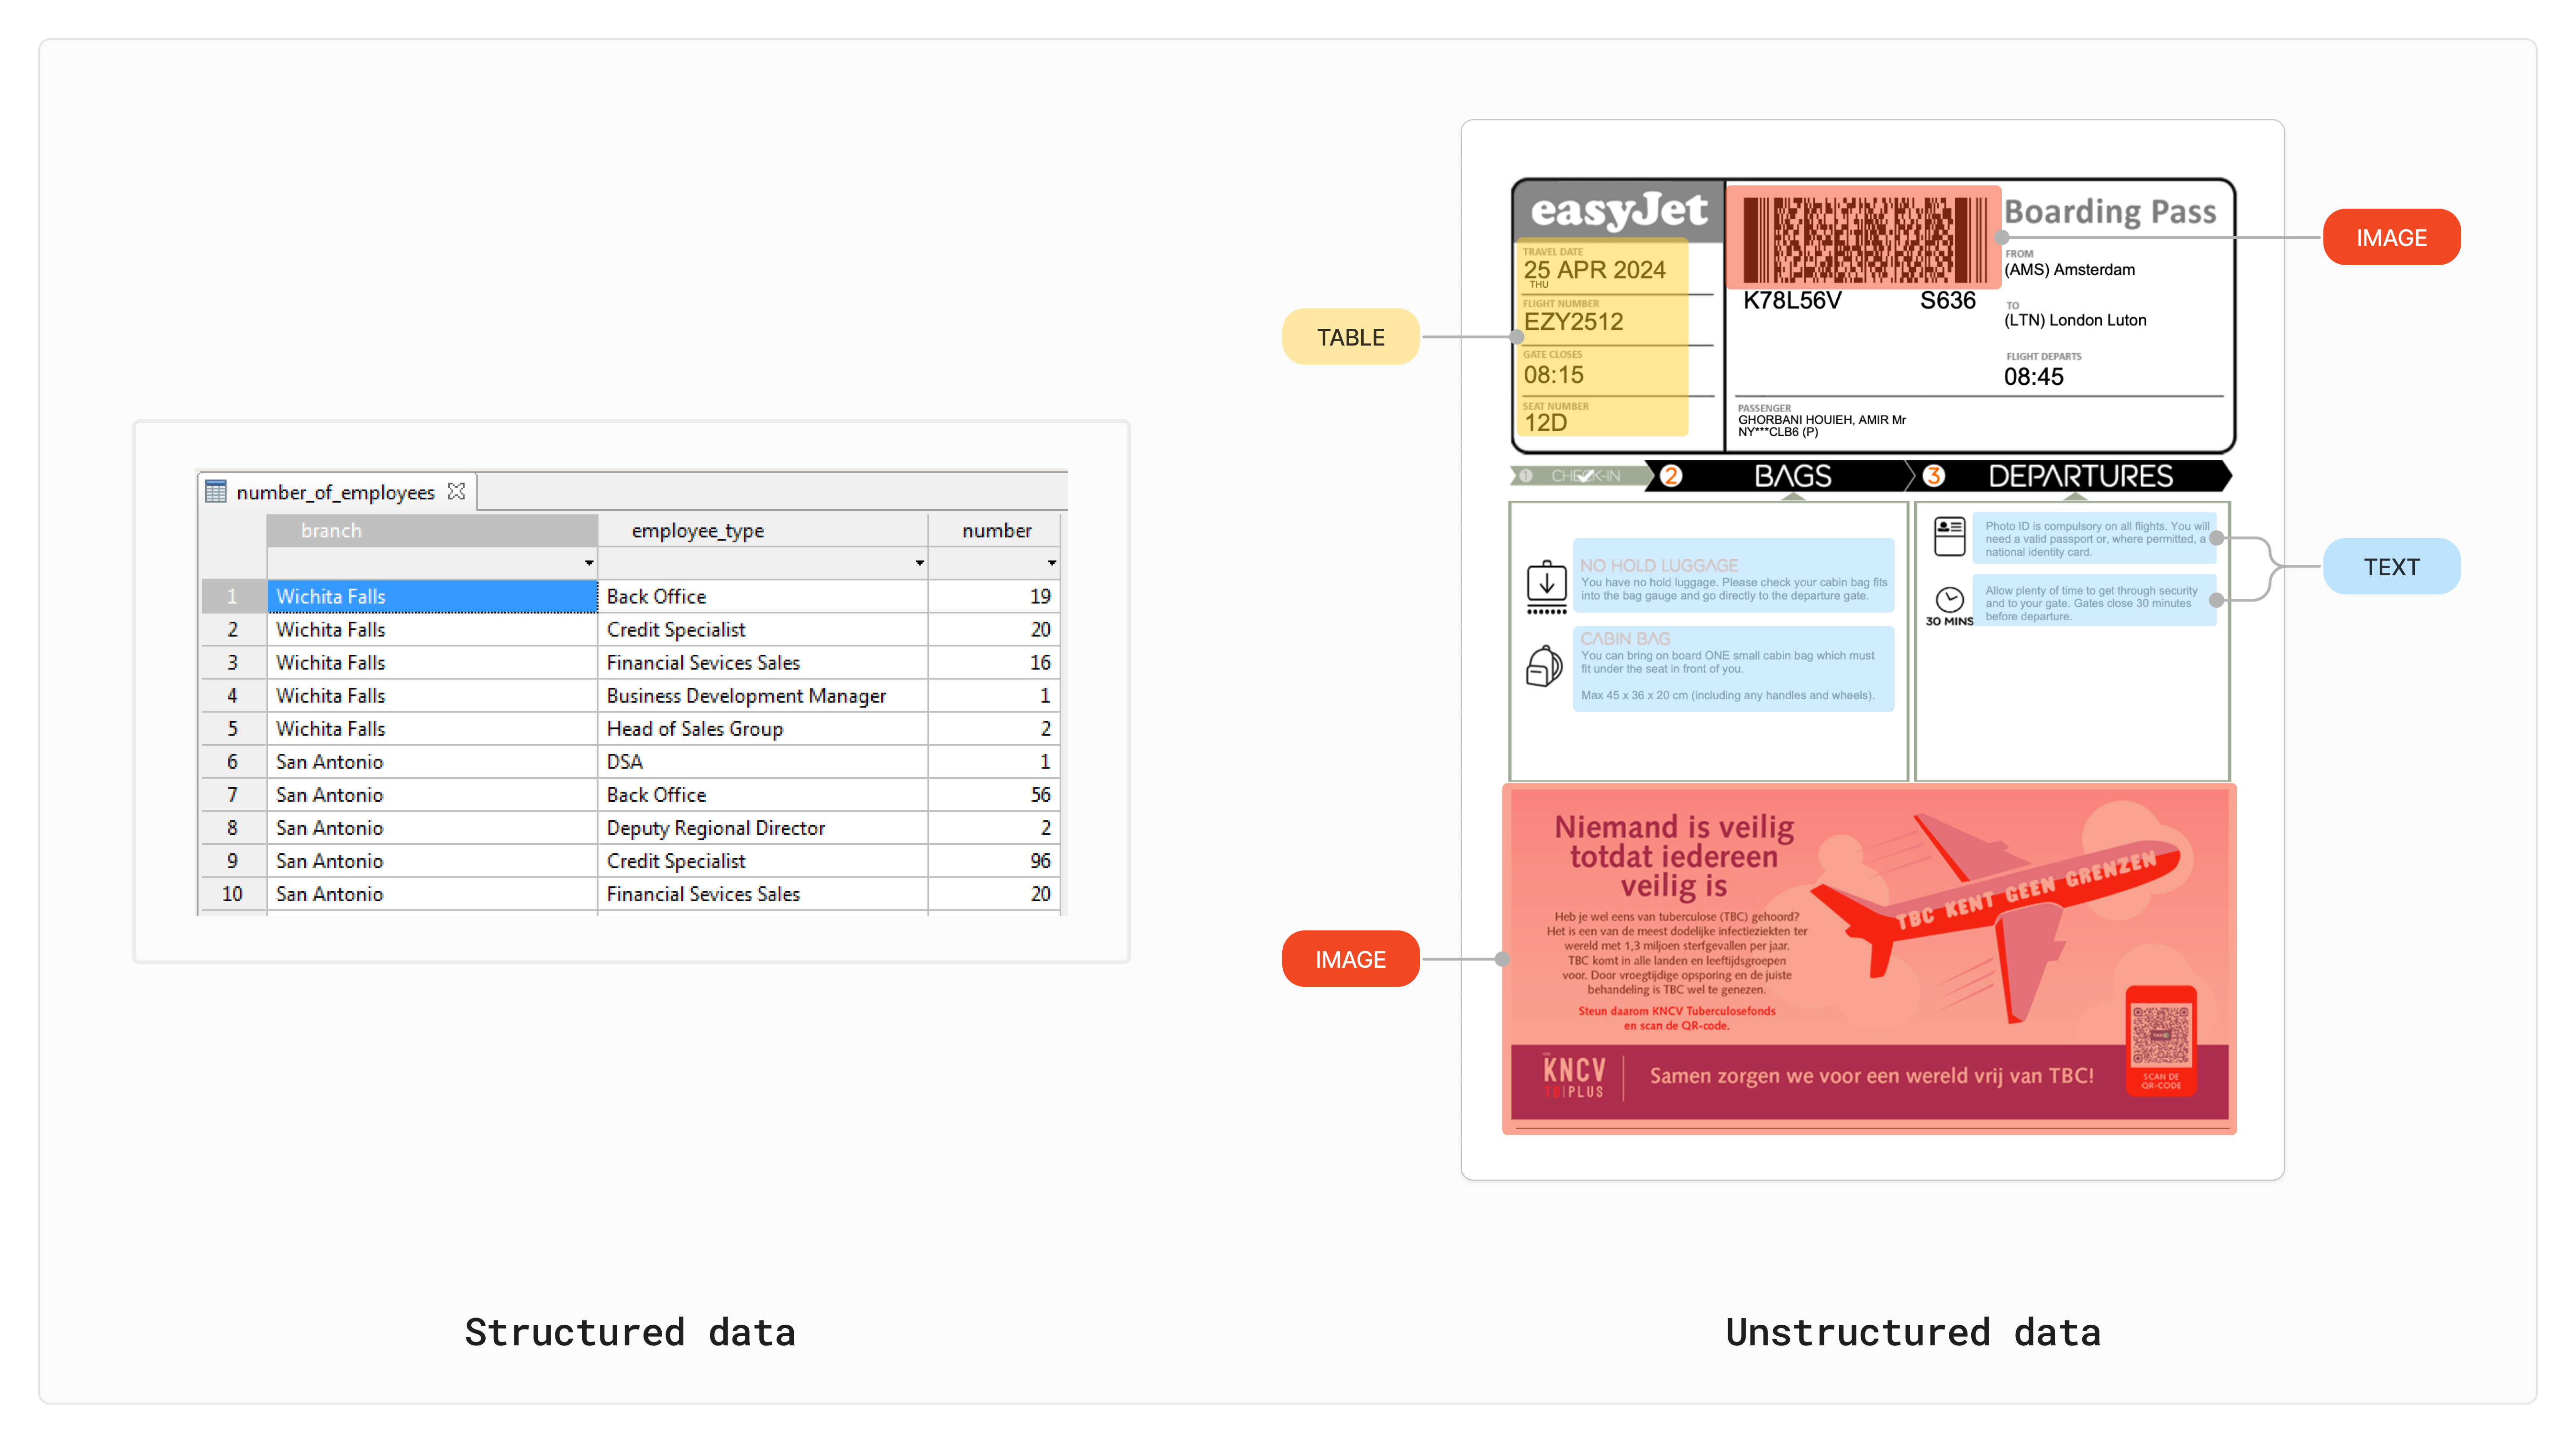 number_of_employees
branch employee_type number
1 Wichita Falls Back Office 19
2 Wichita Falls Credit Specialist 20
3 Wichita Falls Financial Sevices Sales 16
4 Wichita Falls Business Development Manager 1
5 Wichita Falls Head of Sales Group 2
6 San Antonio DSA 1
7 San Antonio Back Office 56
8 San Antonio Deputy Regional Director 2
9 San Antonio Credit Specialist 96
10 San Antonio Financial Sevices Sales 20
Structured data
TABLE
IMAGE
easyJet
TRAVEL DATE
25 APR 2024
THU
FLIGHT NUMBER
EZY2512
GATE CLOSES
08:15
SEAT NUMBER
12D
K78L56V S636
Boarding Pass
FROM
(AMS) Amsterdam
TO
(LTN) London Luton
FLIGHT DEPARTS
08:45
PASSENGER
GHORBANI HOUIEH, AMIR Mr
NY***CLB6 (P)
IMAGE
1 CHECK-IN 2 BAGS 3 DEPARTURES
NO HOLD LUGGAGE
You have no hold luggage. Please check your cabin bag fits
into the bag gauge and go directly to the departure gate.
CABIN BAG
You can bring on board ONE small cabin bag which must
fit under the seat in front of you.
Max 45 x 36 x 20 cm (including any handles and wheels).
Photo ID is compulsory on all flights. You will
need a valid passport or, where permitted, a
national identity card.
30 MINS
Allow plenty of time to get through security
and to your gate. Gates close 30 minutes
before departure.
TEXT
Niemand is veilig
totdat iedereen
veilig is
Heb je wel eens van tuberculose (TBC) gehoord?
Het is een van de meest dodelijke infectieziekten ter
wereld met 1,3 miljoen sterfgevallen per jaar.
TBC komt in alle landen en leeftijdsgroepen
voor. Door vroegtijdige opsporing en de juiste
behandeling is TBC wel te genezen.
Steun daarom KNCV Tuberculosefonds
en scan de QR-code.
TBC KENT GEEN GRENZEN
SCAN DE
QR-CODE
KNCV
TB|PLUS
Samen zorgen we voor een wereld vrij van TBC!
Unstructured data